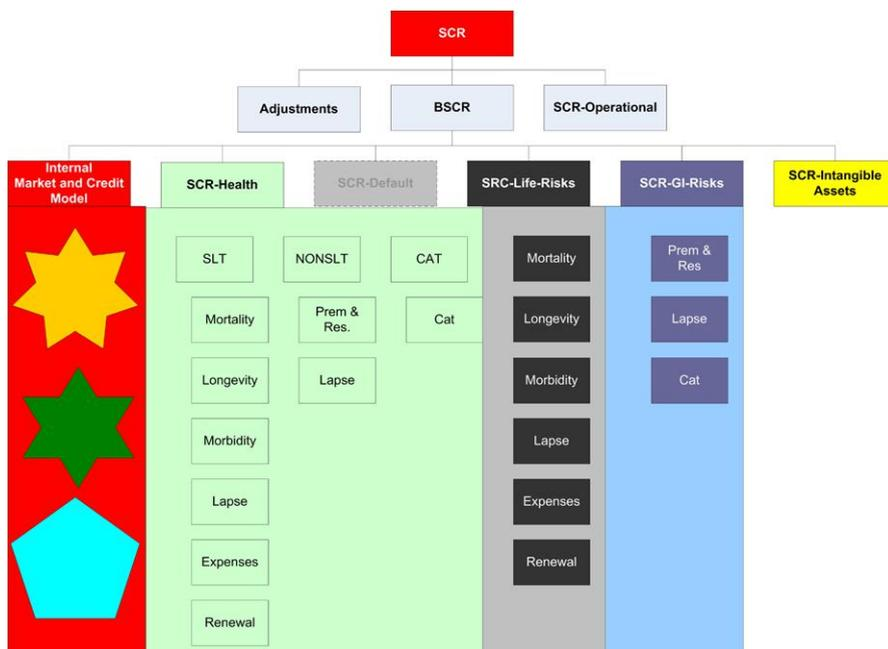 SCR
Adjustments
BSCR
SCR-Operational
Internal
Market and Credit
Model
SCR-Health
SCR-Default
SRC-Life-Risks
SCR-GI-Risks
SCR-Intangible
Assets
SLT
NONSLT
CAT
Mortality
Prem &
Res
Mortality
Prem &
Res.
Cat
Longevity
Lapse
Longevity
Lapse
Morbidity
Cat
Morbidity
Lapse
Lapse
Expenses
Expenses
Renewal
Renewal